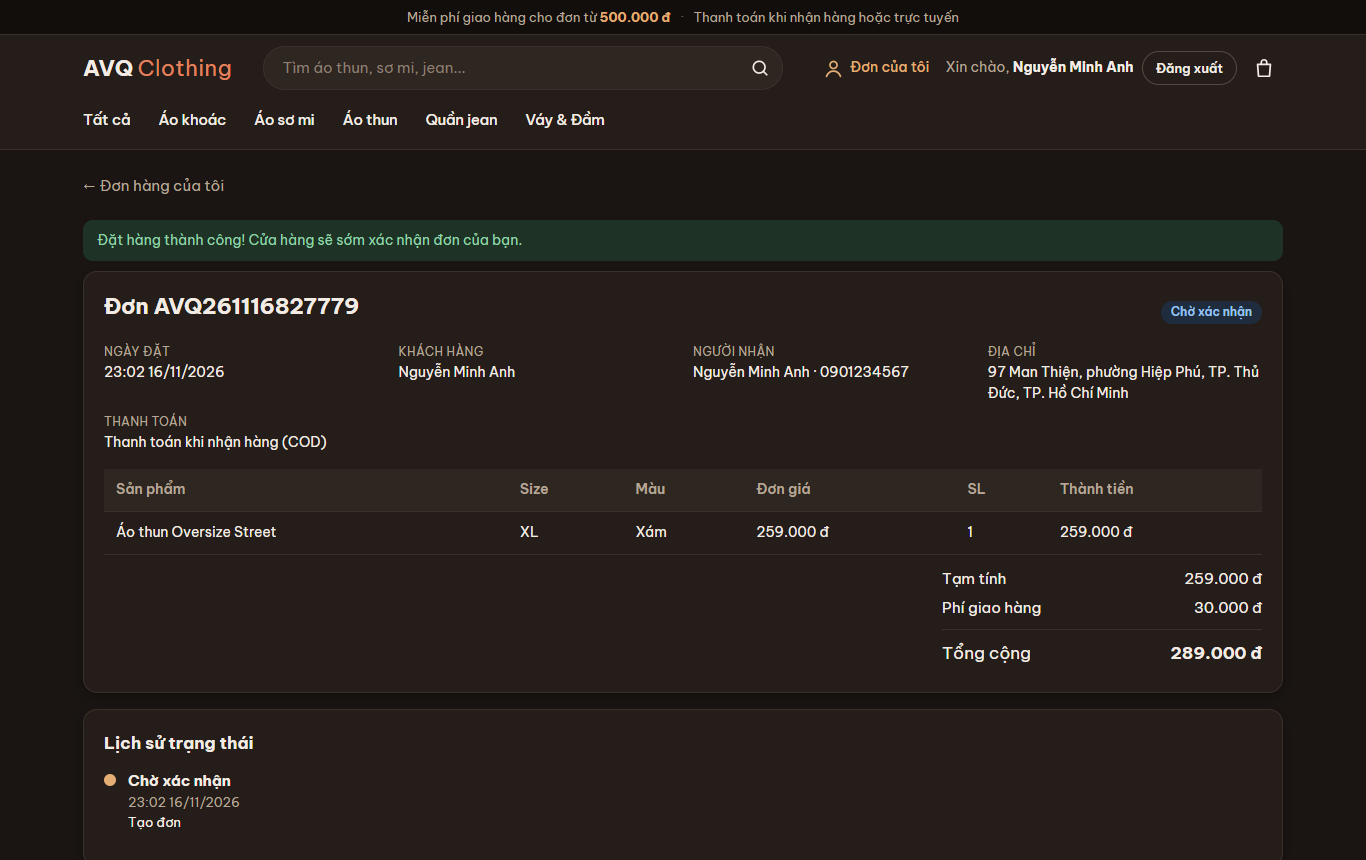 Miễn phí giao hàng cho đơn từ 500.000 đ · Thanh toán khi nhận hàng hoặc trực tuyến
AVQ Clothing
Tìm áo thun, sơ mi, jean...
Đơn của tôi
Xin chào, Nguyễn Minh Anh
Đăng xuất
Tất cả Áo khoác Áo sơ mi Áo thun Quần jean Váy & Đầm
← Đơn hàng của tôi
Đặt hàng thành công! Cửa hàng sẽ sớm xác nhận đơn của bạn.
Đơn AVQ261116827779
Chờ xác nhận
NGÀY ĐẶT
23:02 16/11/2026
KHÁCH HÀNG
Nguyễn Minh Anh
NGƯỜI NHẬN
Nguyễn Minh Anh · 0901234567
ĐỊA CHỈ
97 Man Thiện, phường Hiệp Phú, TP. Thủ
Đức, TP. Hồ Chí Minh
THANH TOÁN
Thanh toán khi nhận hàng (COD)
Sản phẩm Size Màu Đơn giá SL Thành tiền
Áo thun Oversize Street XL Xám 259.000 đ 1 259.000 đ
Tạm tính 259.000 đ
Phí giao hàng 30.000 đ
Tổng cộng 289.000 đ
Lịch sử trạng thái
Chờ xác nhận
23:02 16/11/2026
Tạo đơn